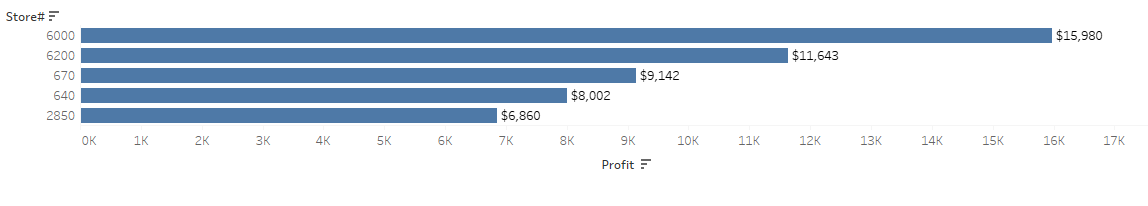 Store#
6000 $15,980
6200 $11,643
670 $9,142
640 $8,002
2850 $6,860
0K 1K 2K 3K 4K 5K 6K 7K 8K 9K 10K 11K 12K 13K 14K 15K 16K 17K
Profit